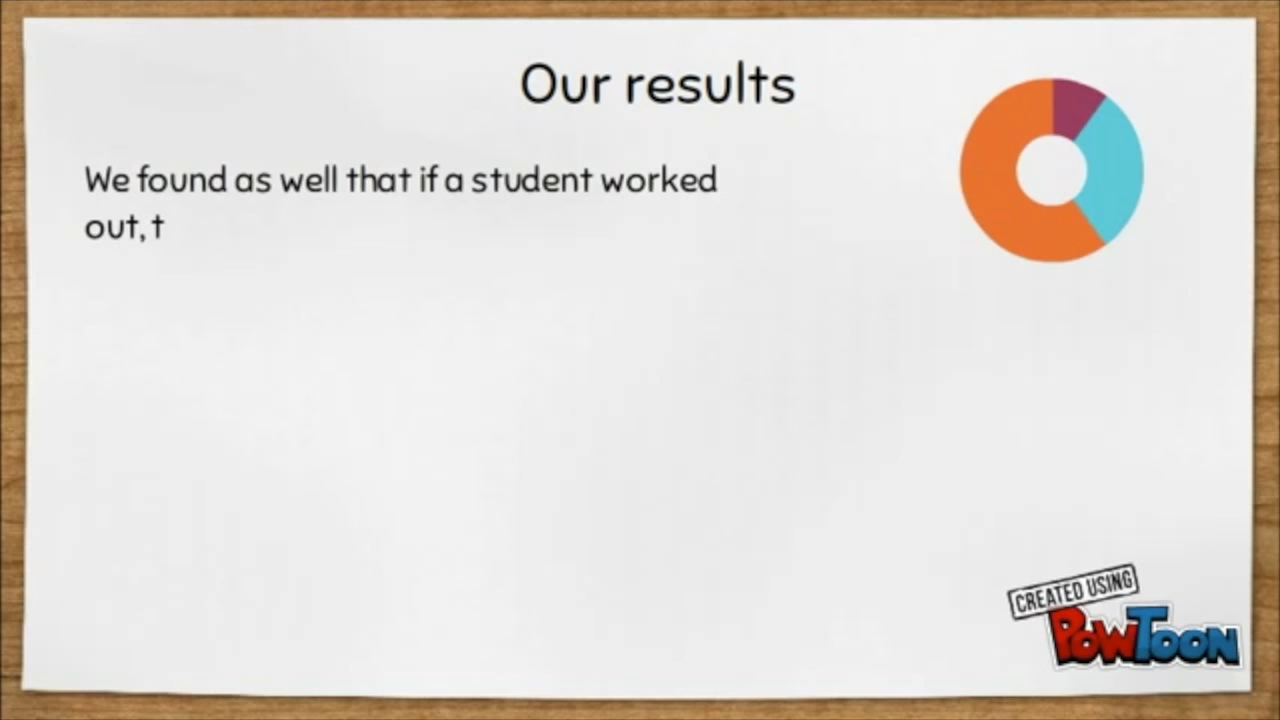 Our results
We found as well that if a student worked
out, t
CREATED USING
POWTOON